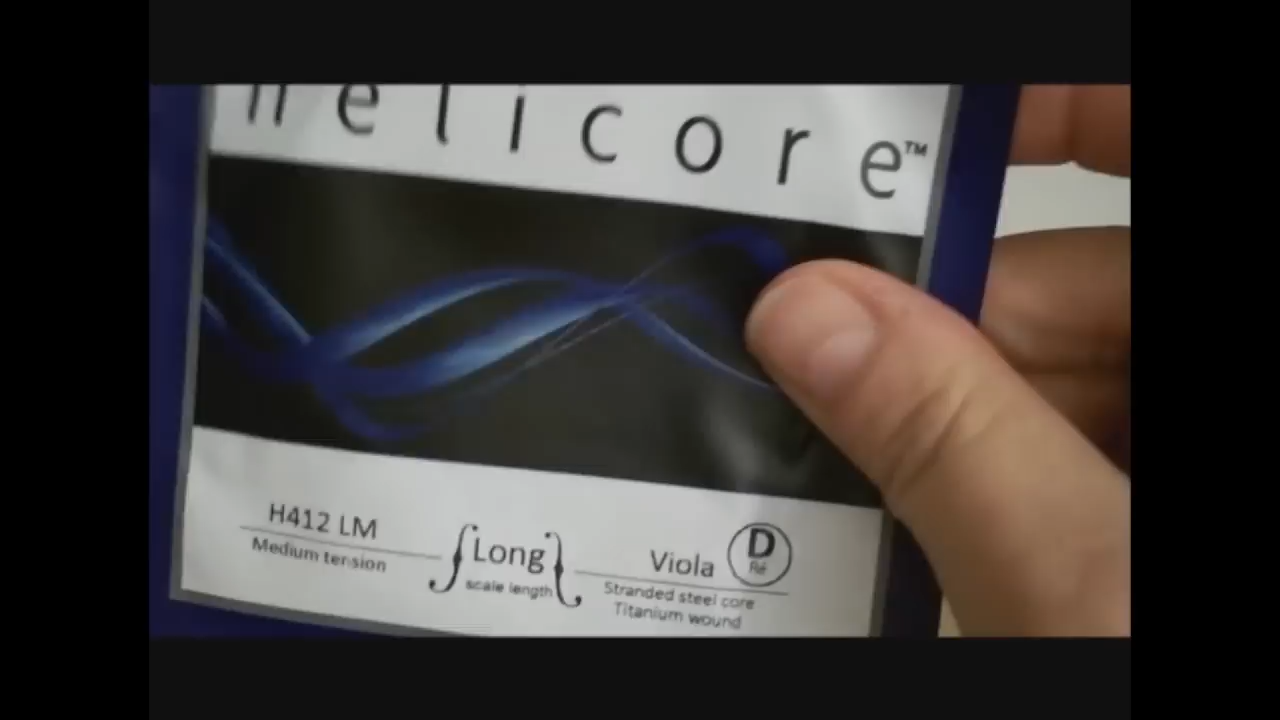 helicore™
H412 LM
Medium tension
Long
scale length
Viola
D
Ré
Stranded steel core
Titanium wound